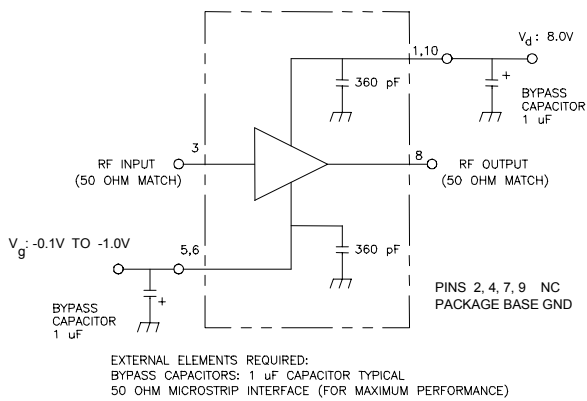 1,10
V_d: 8.0V
360 pF
+
BYPASS
CAPACITOR
1 uF
3
8
RF INPUT
(50 OHM MATCH)
RF OUTPUT
(50 OHM MATCH)
V_g: -0.1V TO -1.0V
5,6
360 pF
+
BYPASS
CAPACITOR
1 uF
PINS 2, 4, 7, 9 NC
PACKAGE BASE GND
EXTERNAL ELEMENTS REQUIRED:
BYPASS CAPACITORS: 1 uF CAPACITOR TYPICAL
50 OHM MICROSTRIP INTERFACE (FOR MAXIMUM PERFORMANCE)